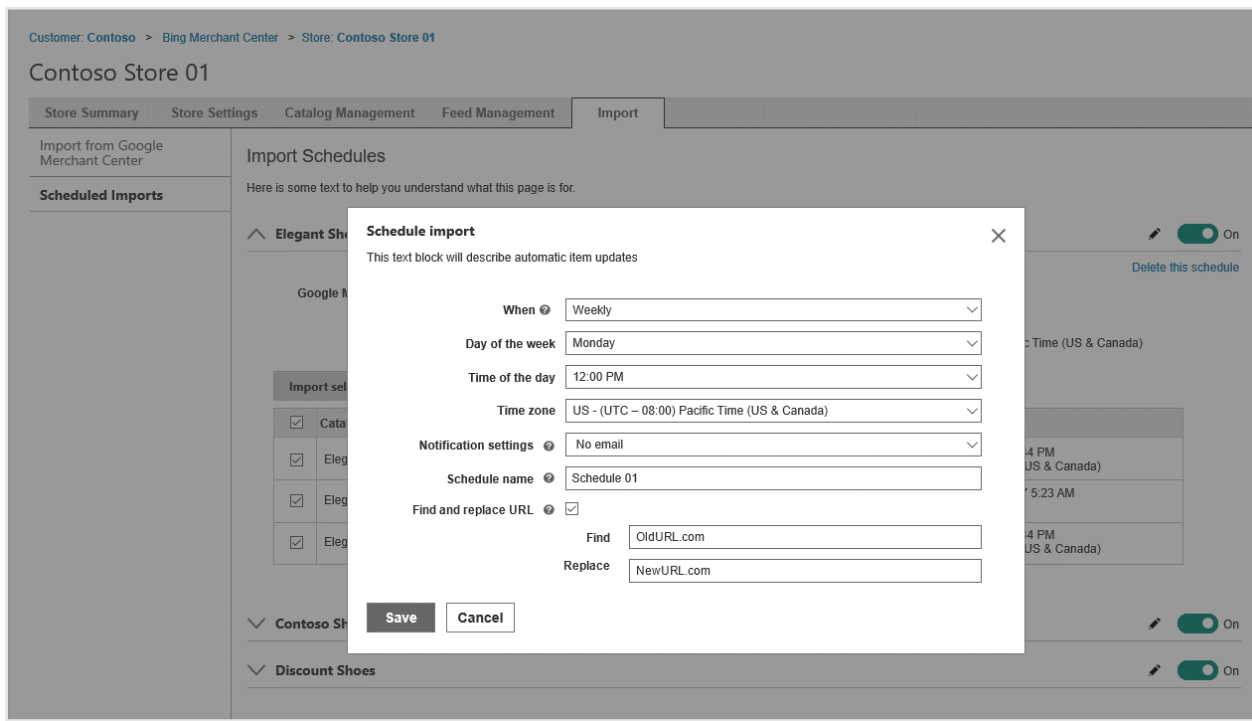 Customer: Contoso > Bing Merchant Center > Store: Contoso Store 01
Contoso Store 01
Store Summary Store Settings Catalog Management Feed Management Import
Import from Google
Merchant Center
Scheduled Imports
Import Schedules
Here is some text to help you understand what this page is for.
Elegant Sh
On
Delete this schedule
Google
Time (US & Canada)
Import sel
Cata
Eleg
4 PM
US & Canada)
Eleg
5:23 AM
Eleg
4 PM
US & Canada)
Schedule import
This text block will describe automatic item updates
When Weekly
Day of the week Monday
Time of the day 12:00 PM
Time zone US - (UTC – 08:00) Pacific Time (US & Canada)
Notification settings No email
Schedule name Schedule 01
Find and replace URL
Find OldURL.com
Replace NewURL.com
Save Cancel
Contoso Sh
On
Discount Shoes
On